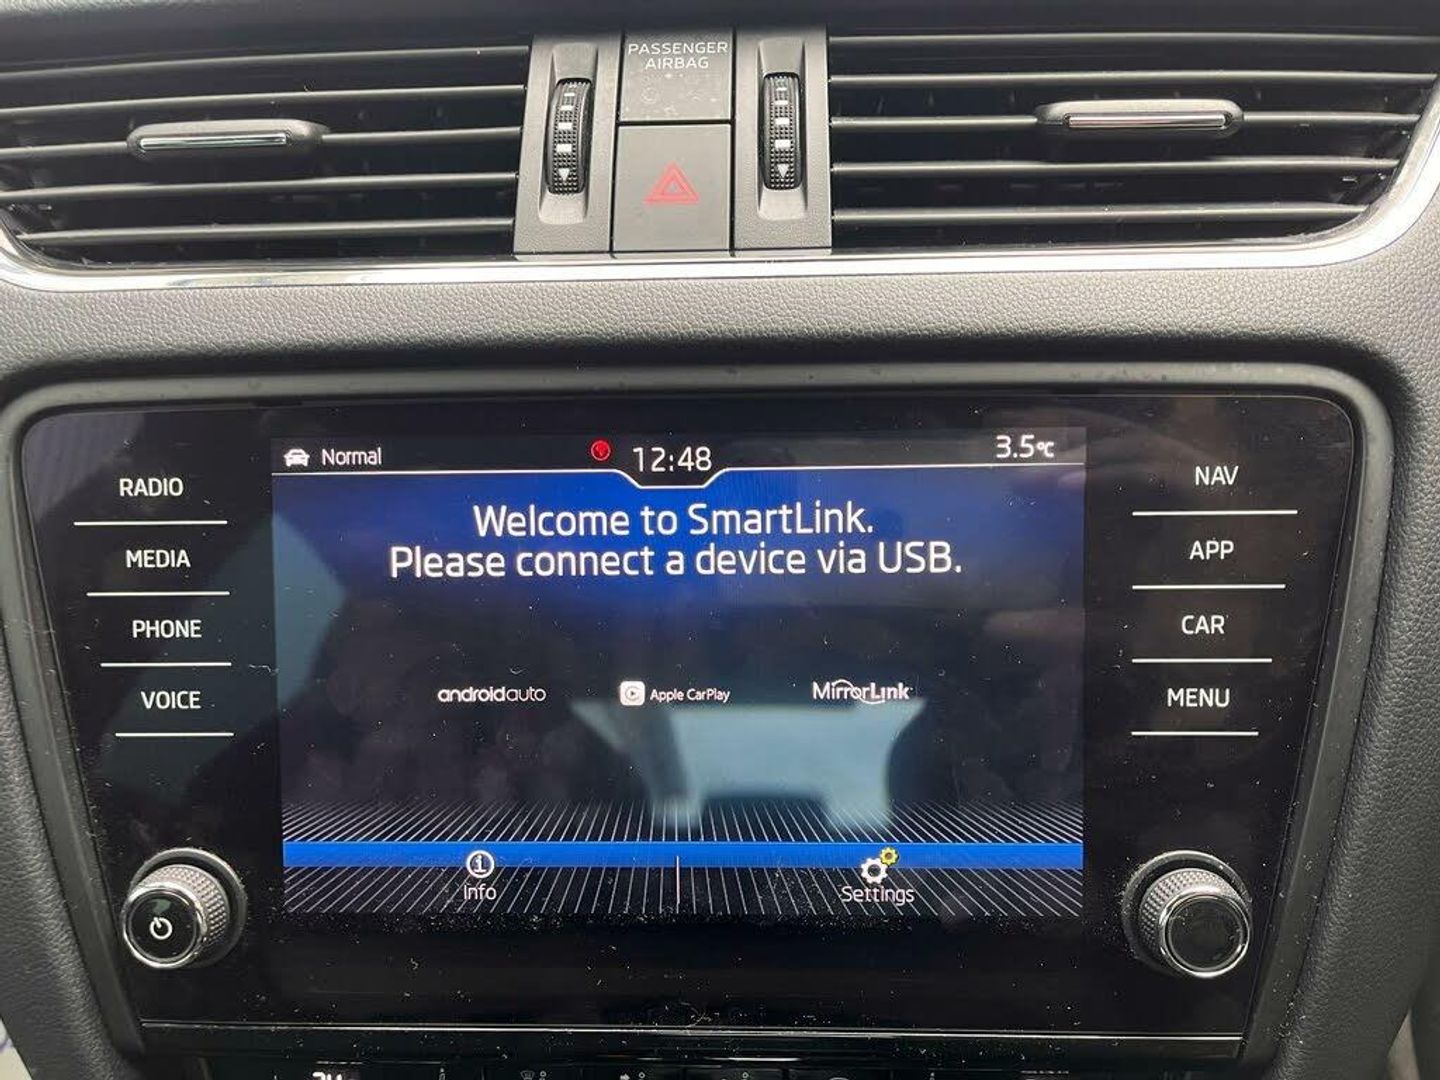 PASSENGER
AIRBAG
Normal
12:48
3.5°C
RADIO
MEDIA
PHONE
VOICE
Welcome to SmartLink.
Please connect a device via USB.
androidauto
Apple CarPlay
MirrorLink
Info
Settings
NAV
APP
CAR
MENU